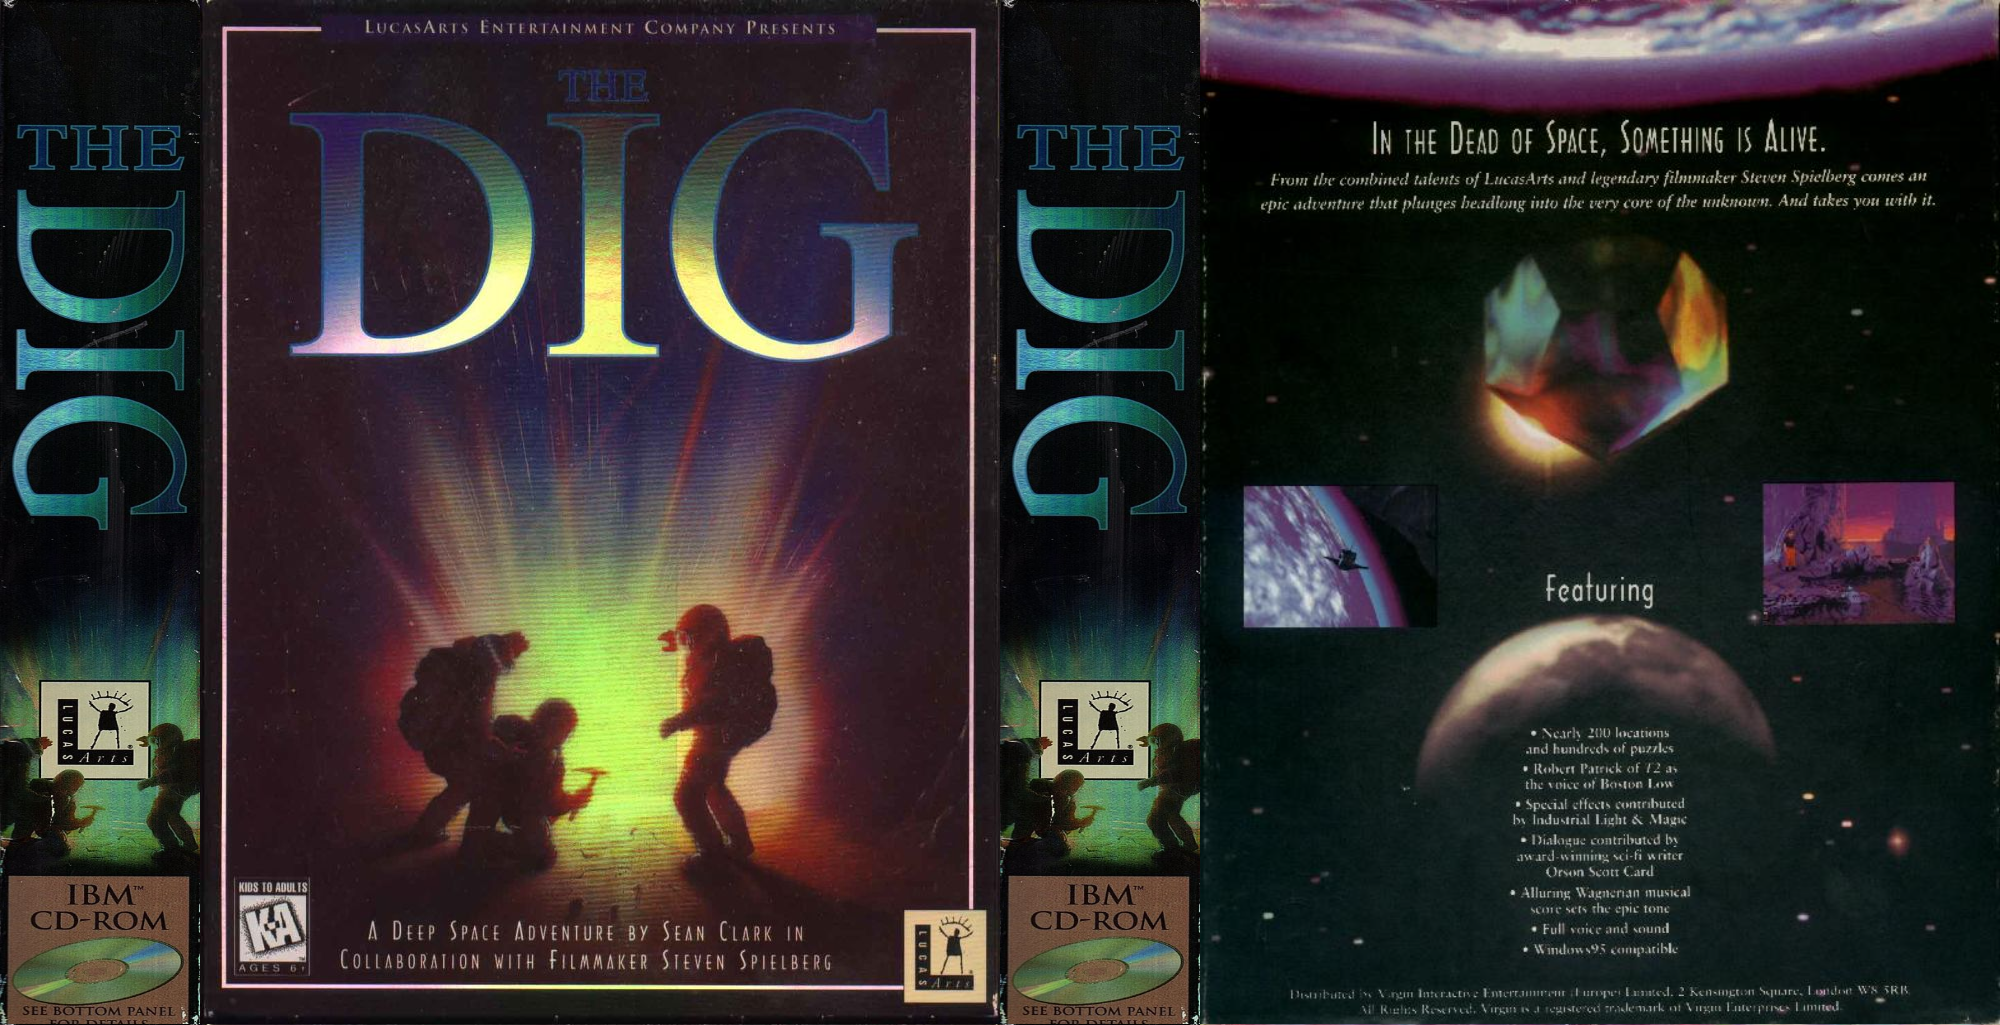 THE
DIG
LUCAS
Arts
IBM™
CD-ROM
SEE BOTTOM PANEL
FOR DETAILS
LUCASARTS ENTERTAINMENT COMPANY PRESENTS
THE
DIG
KIDS TO ADULTS
K-A
AGES 6+
A DEEP SPACE ADVENTURE BY SEAN CLARK IN
COLLABORATION WITH FILMMAKER STEVEN SPIELBERG
LUCAS
Arts
THE
DIG
LUCAS
Arts
IBM™
CD-ROM
SEE BOTTOM PANEL
FOR DETAILS
IN THE DEAD OF SPACE, SOMETHING IS ALIVE.
From the combined talents of LucasArts and legendary filmmaker Steven Spielberg comes an
epic adventure that plunges headlong into the very core of the unknown. And takes you with it.
Featuring
• Nearly 200 locations
and hundreds of puzzles
• Robert Patrick of T2 as
the voice of Boston Low
• Special effects contributed
by Industrial Light & Magic
• Dialogue contributed by
award-winning sci-fi writer
Orson Scott Card
• Alluring Wagnerian musical
score sets the epic tone
• Full voice and sound
• Windows95 compatible
Distributed by Virgin Interactive Entertainment (Europe) Limited, 2 Kensington Square, London W8 5RB.
All Rights Reserved. Virgin is a registered trademark of Virgin Enterprises Limited.